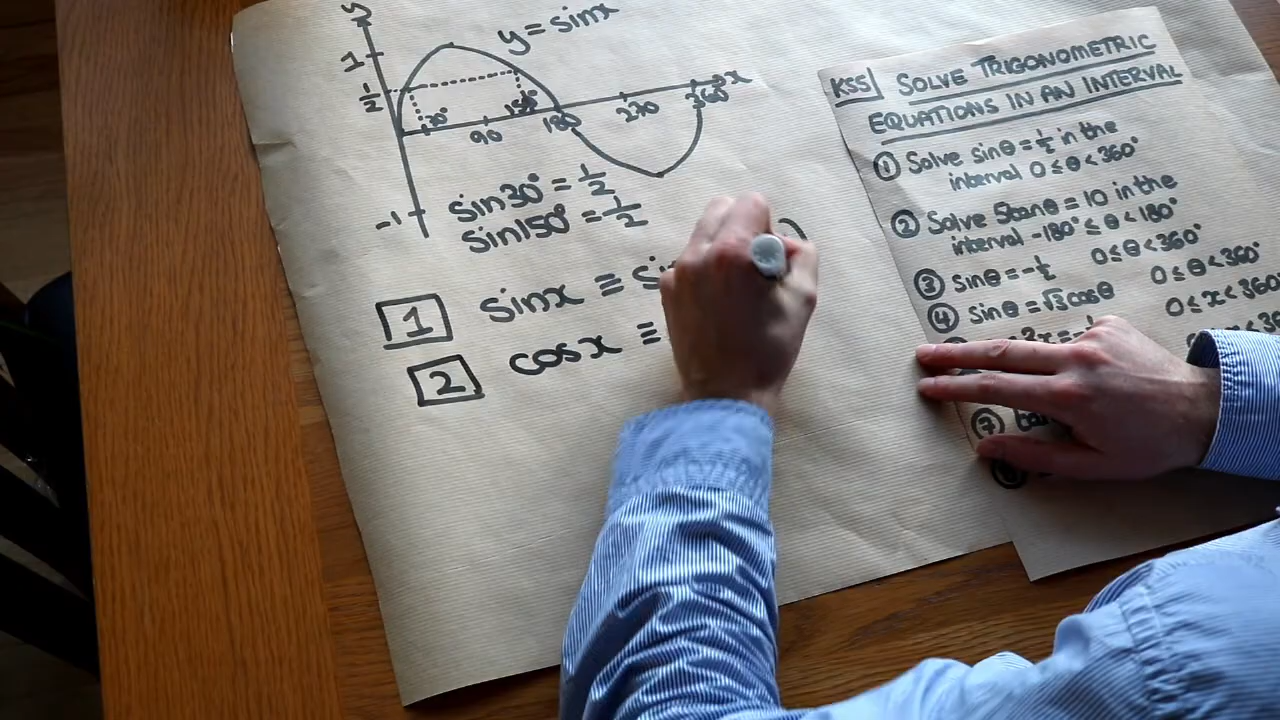 y
y = sinx
1
1/2
30°
90
150°
180
270
360
x
-1
sin30° = 1/2
sin150° = 1/2
1 sinx ≡ sin
2 cosx ≡
KS5 SOLVE TRIGONOMETRIC
EQUATIONS IN AN INTERVAL
① Solve sinθ = 1/2 in the
interval 0 ≤ θ < 360°
② Solve 5tanθ = 10 in the
interval -180° ≤ θ < 180°
③ sinθ = -1/2 0 ≤ θ < 360°
④ sinθ = √3cosθ 0 ≤ θ < 360°
0 ≤ x < 360
⑦